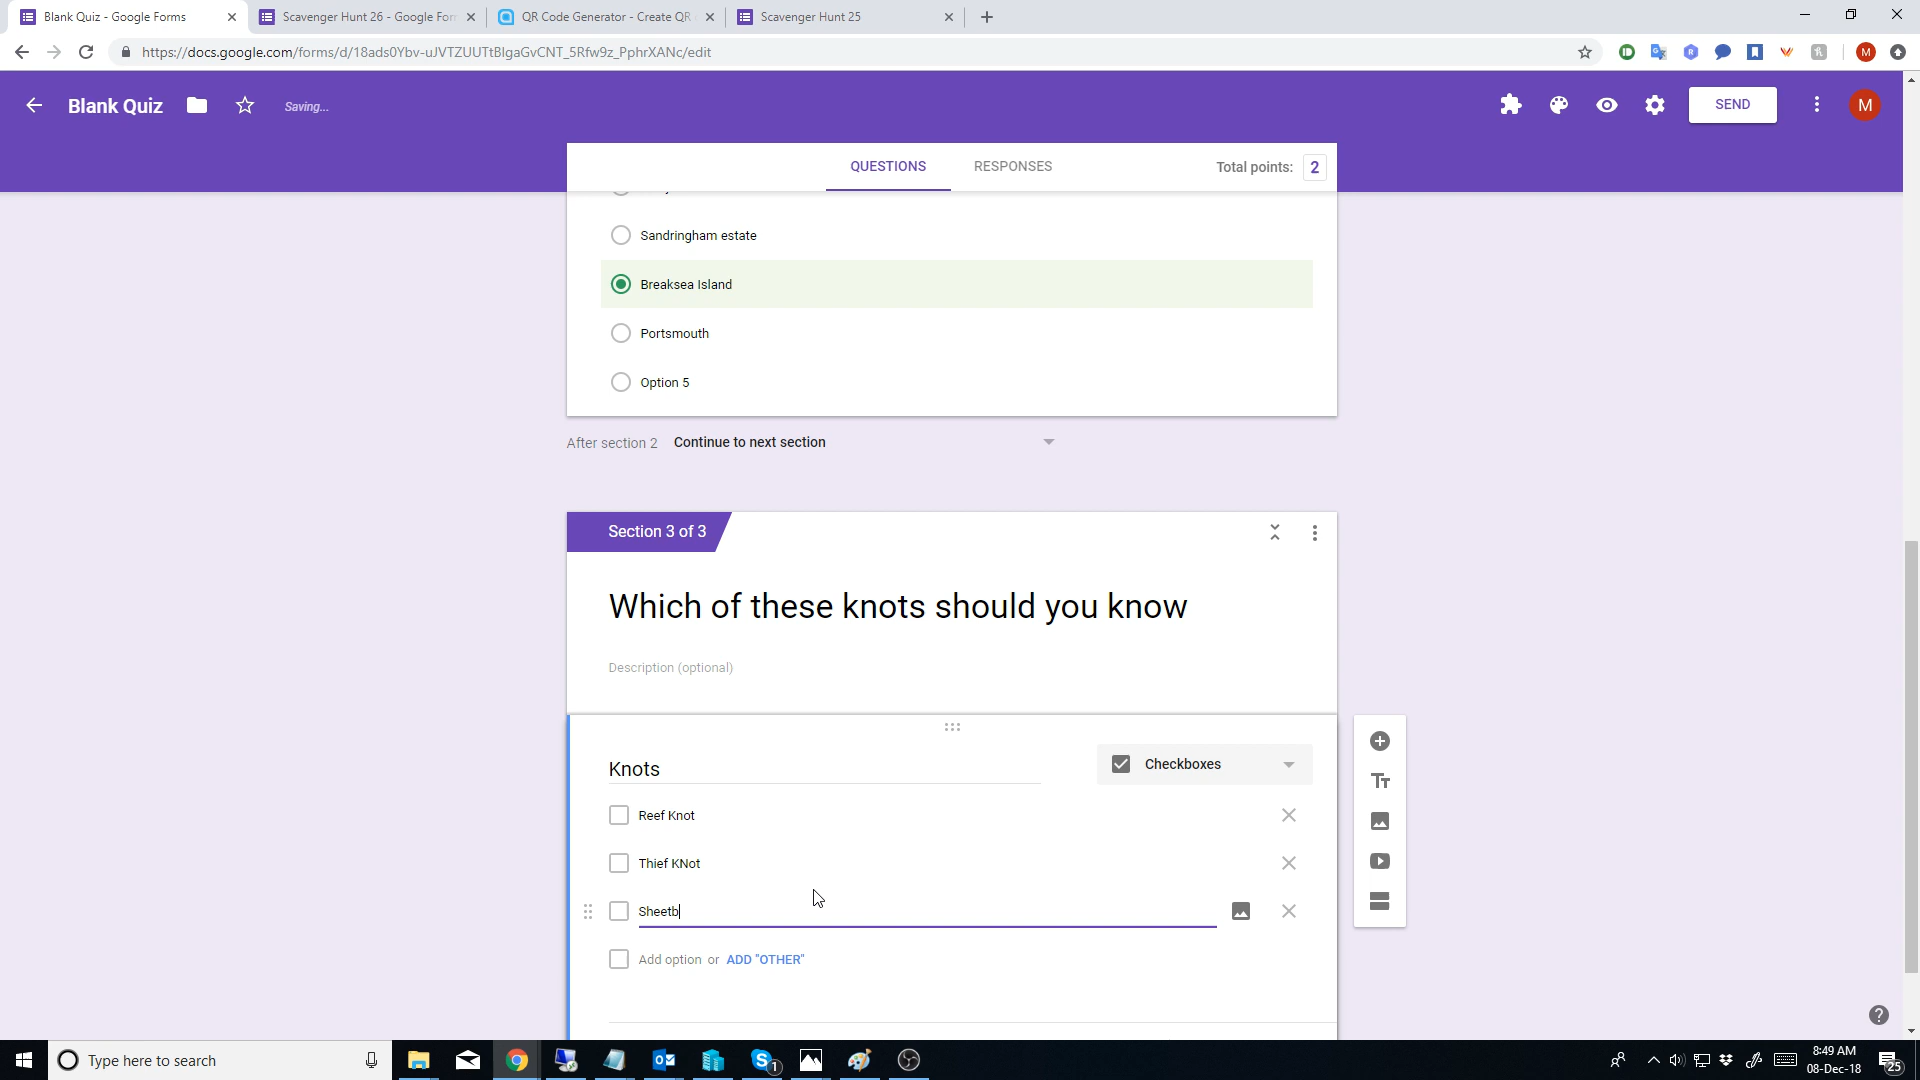 Blank Quiz - Google Forms
Scavenger Hunt 26 - Google For
QR Code Generator - Create QR
Scavenger Hunt 25
https://docs.google.com/forms/d/18ads0Ybv-uJVTZUUTtBlgaGvCNT_5Rfw9z_PphrXANc/edit
M
Blank Quiz
Saving...
SEND
M
QUESTIONS
RESPONSES
Total points: 2
Sandringham estate
Breaksea Island
Portsmouth
Option 5
After section 2 Continue to next section
Section 3 of 3
Which of these knots should you know
Description (optional)
Knots
Checkboxes
Reef Knot
Thief KNot
Sheetb
Add option or ADD "OTHER"
Type here to search
1
8:49 AM
08-Dec-18
25